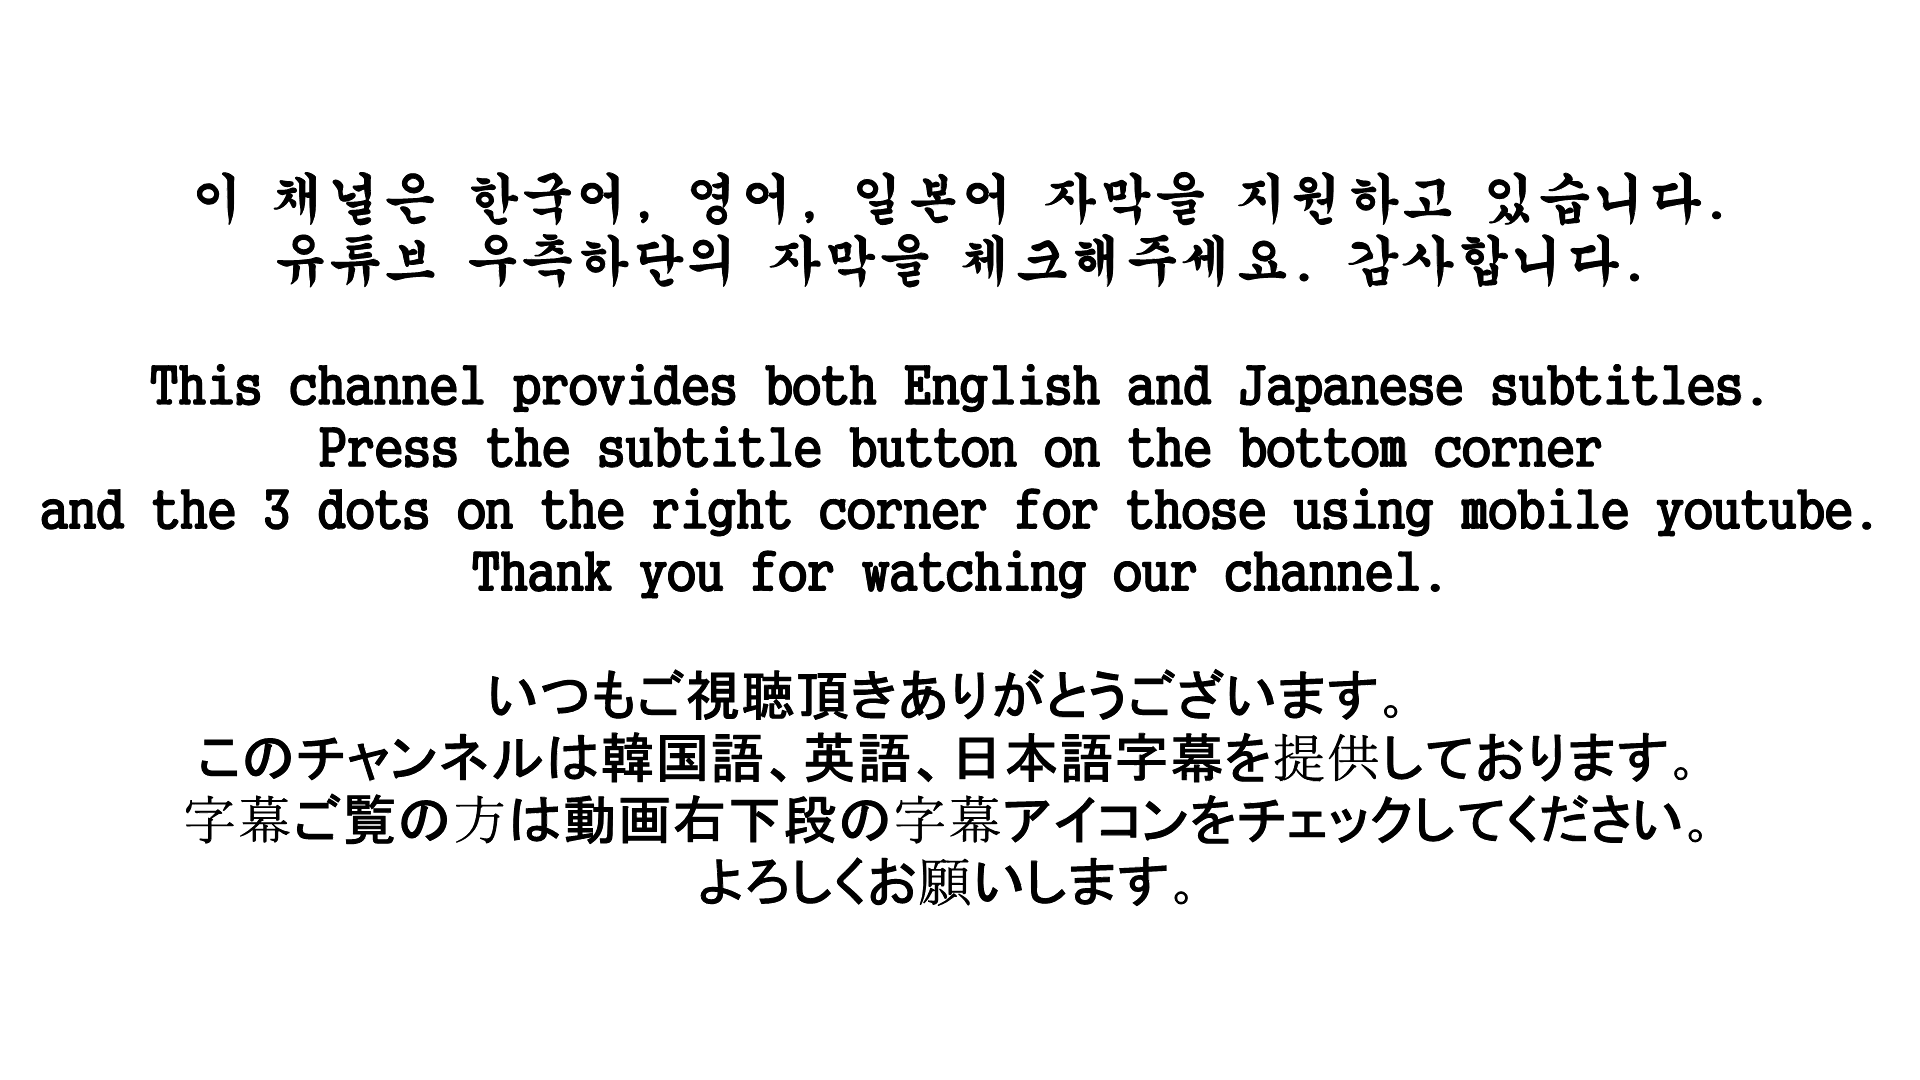 이 채널은 한국어, 영어, 일본어 자막을 지원하고 있습니다.
유튜브 우측하단의 자막을 체크해주세요. 감사합니다.
This channel provides both English and Japanese subtitles.
Press the subtitle button on the bottom corner
and the 3 dots on the right corner for those using mobile youtube.
Thank you for watching our channel.
いつもご視聴頂きありがとうございます。
このチャンネルは韓国語、英語、日本語字幕を提供しております。
字幕ご覧の方は動画右下段の字幕アイコンをチェックしてください。
よろしくお願いします。